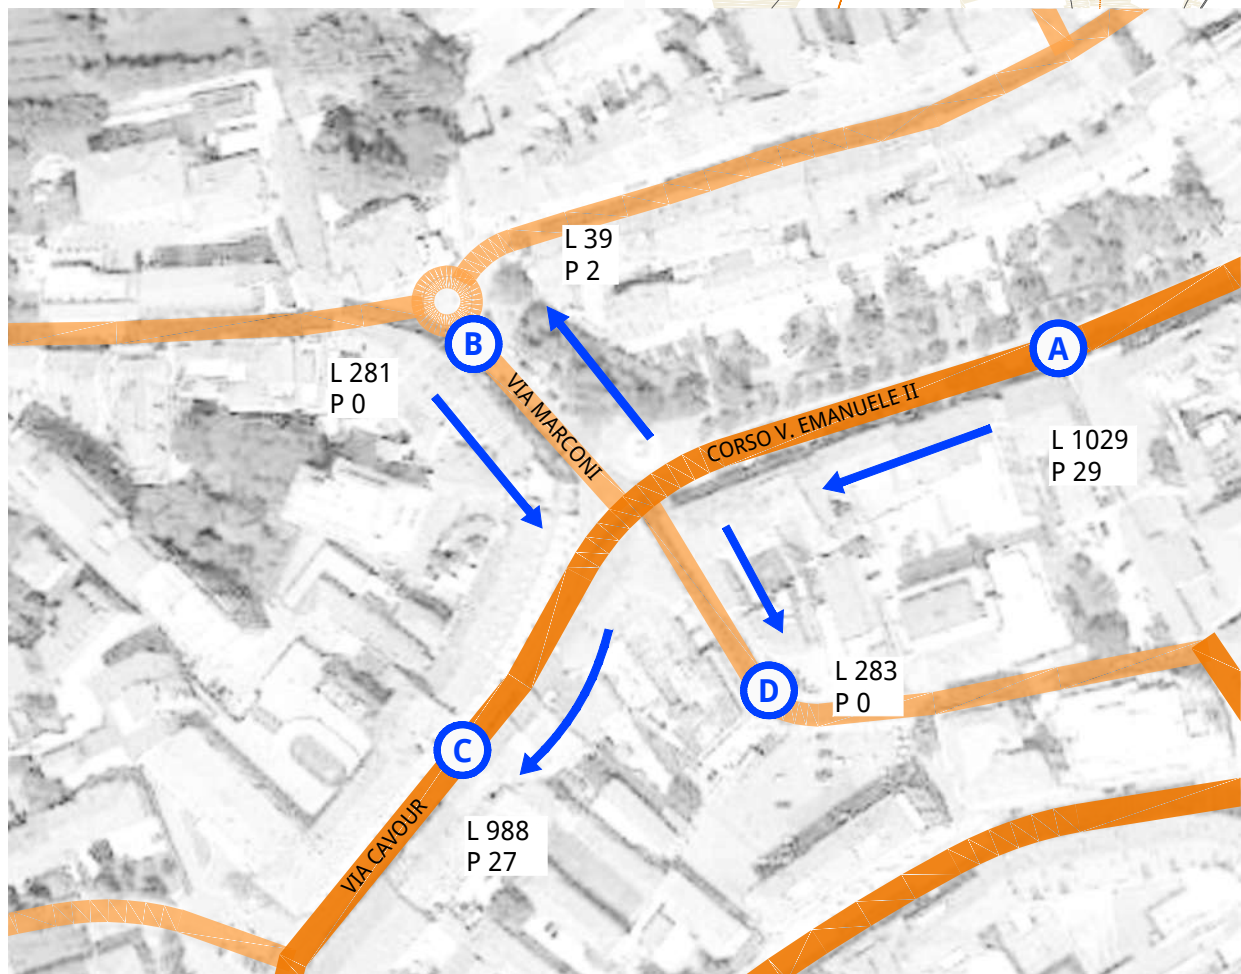 L 39
P 2
B
A
L 281
P 0
VIA MARCONI
CORSO V. EMANUELE II
L 1029
P 29
L 283
P 0
D
C
L 988
P 27
VIA CAVOUR